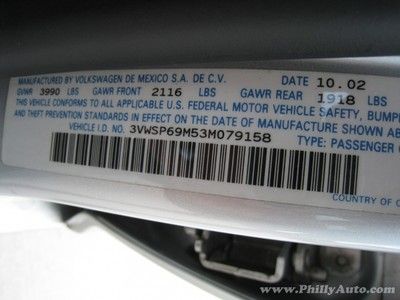 MANUFACTURED BY VOLKSWAGEN DE MEXICO S.A. DE C.V. DATE 10.02
GVWR 3990 LBS GAWR FRONT 2116 LBS GAWR REAR 1918 LBS
THIS VEHICLE CONFORMS TO ALL APPLICABLE U.S. FEDERAL MOTOR VEHICLE SAFETY, BUMPE
AND THEFT PREVENTION STANDARDS IN EFFECT ON THE DATE OF MANUFACTURE SHOWN ABO
VEHICLE I.D. NO. 3VWSP69M53M079158 TYPE: PASSENGER C
COUNTRY OF O
www.PhillyAuto.com